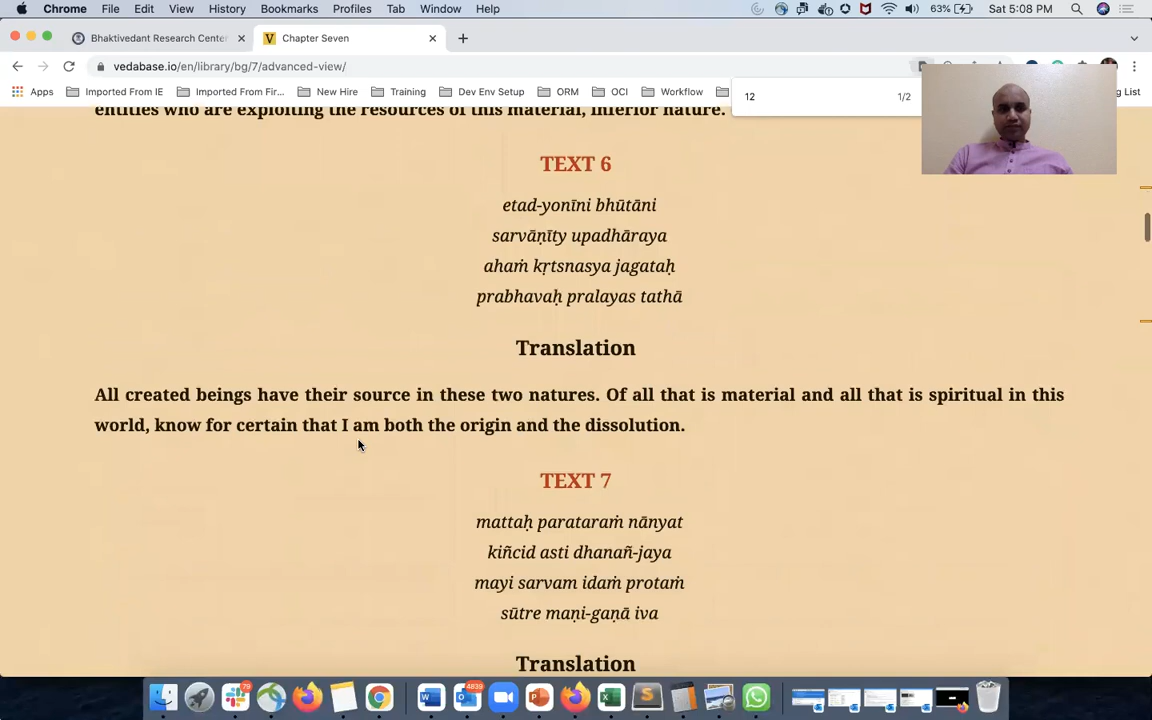 Chrome File Edit View History Bookmarks Profiles Tab Window Help 63% Sat 5:08 PM
Bhaktivedant Research Center Chapter Seven
vedabase.io/en/library/bg/7/advanced-view/
Apps Imported From IE Imported From Fir... New Hire Training Dev Env Setup ORM OCI Workflow ng List
12 1/2
entities who are exploiting the resources of this material, inferior nature.
TEXT 6
etad-yonīni bhūtāni
sarvāṇīty upadhāraya
ahaṁ kṛtsnasya jagataḥ
prabhavaḥ pralayas tathā
Translation
All created beings have their source in these two natures. Of all that is material and all that is spiritual in this
world, know for certain that I am both the origin and the dissolution.
TEXT 7
mattaḥ parataraṁ nānyat
kiñcid asti dhanañ-jaya
mayi sarvam idaṁ protaṁ
sūtre maṇi-gaṇā iva
Translation
79 4839